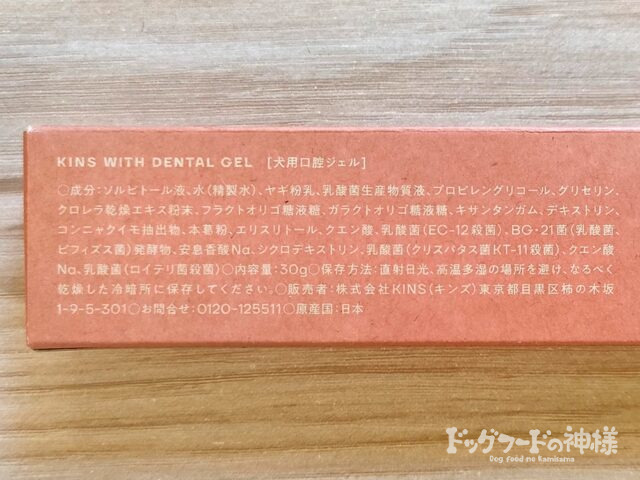 KINS WITH DENTAL GEL [犬用口腔ジェル]
○成分:ソルビトール液、水(精製水)、ヤギ粉乳、乳酸菌生産物質液、プロピレングリコール、グリセリン、
クロレラ乾燥エキス粉末、フラクトオリゴ糖液糖、ガラクトオリゴ糖液糖、キサンタンガム、デキストリン、
コンニャクイモ抽出物、本葛粉、エリスリトール、クエン酸、乳酸菌(EC-12殺菌)、BG・21菌(乳酸菌、
ビフィズス菌)発酵物、安息香酸Na、シクロデキストリン、乳酸菌(クリスパタス菌KT-11殺菌)、クエン酸
Na、乳酸菌(ロイテリ菌殺菌)○内容量:30g○保存方法:直射日光、高温多湿の場所を避け、なるべく
乾燥した冷暗所に保存してください。○販売者:株式会社KINS(キンズ)東京都目黒区柿の木坂
1-9-5-301○お問合せ:0120-125511○原産国:日本
ドッグフードの神様
Dog food no Kamisama